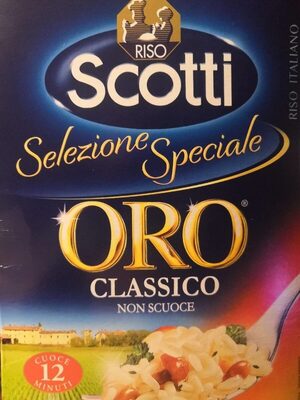 RISO
Scotti
Selezione Speciale
ORO®
CLASSICO
NON SCUOCE
CUOCE
12
MINUTI
RISO ITALIANO